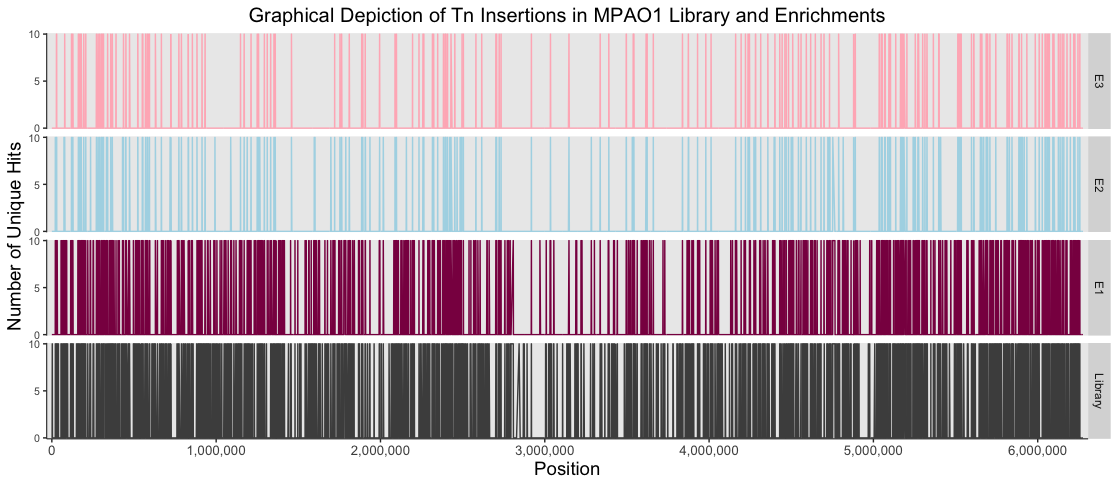 Graphical Depiction of Tn Insertions in MPAO1 Library and Enrichments
Number of Unique Hits
10
5
0
E3
10
5
0
E2
10
5
0
E1
10
5
0
Library
0 1,000,000 2,000,000 3,000,000 4,000,000 5,000,000 6,000,000
Position